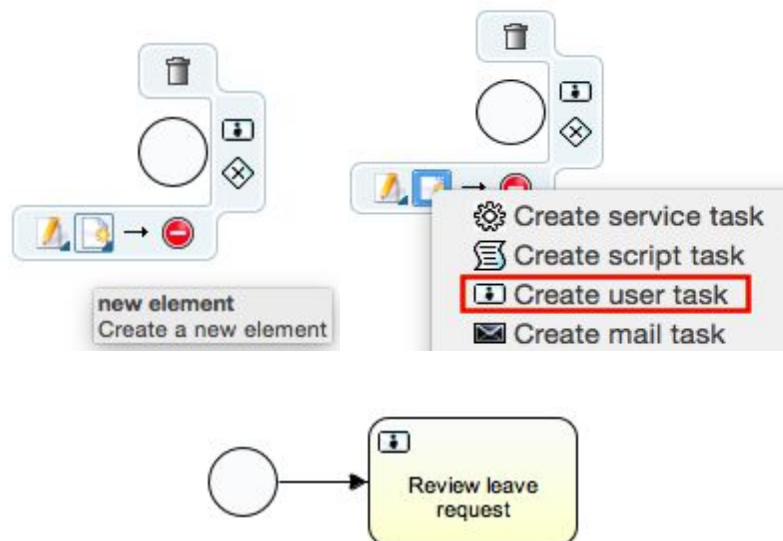 new element
Create a new element
Create service task
Create script task
Create user task
Create mail task
Review leave
request